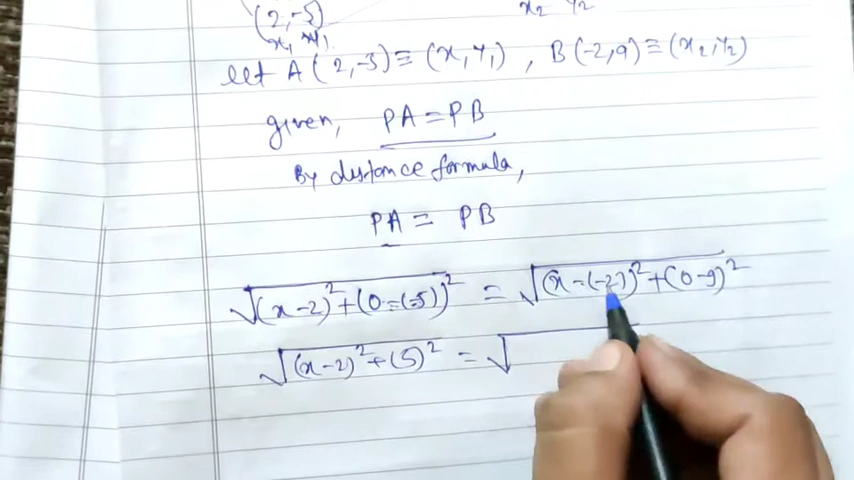 x₂ y₂
(2,-5)
x₁ y₁
let A(2,-5)≡(x,y₁), B(-2,9)≡(x₂,y₂)
given, PA=PB
By distance formula,
PA = PB
√(x-2)²+(0-(-5))² = √(x-(-2))²+(0-9)²
√(x-2)²+(5)² = √